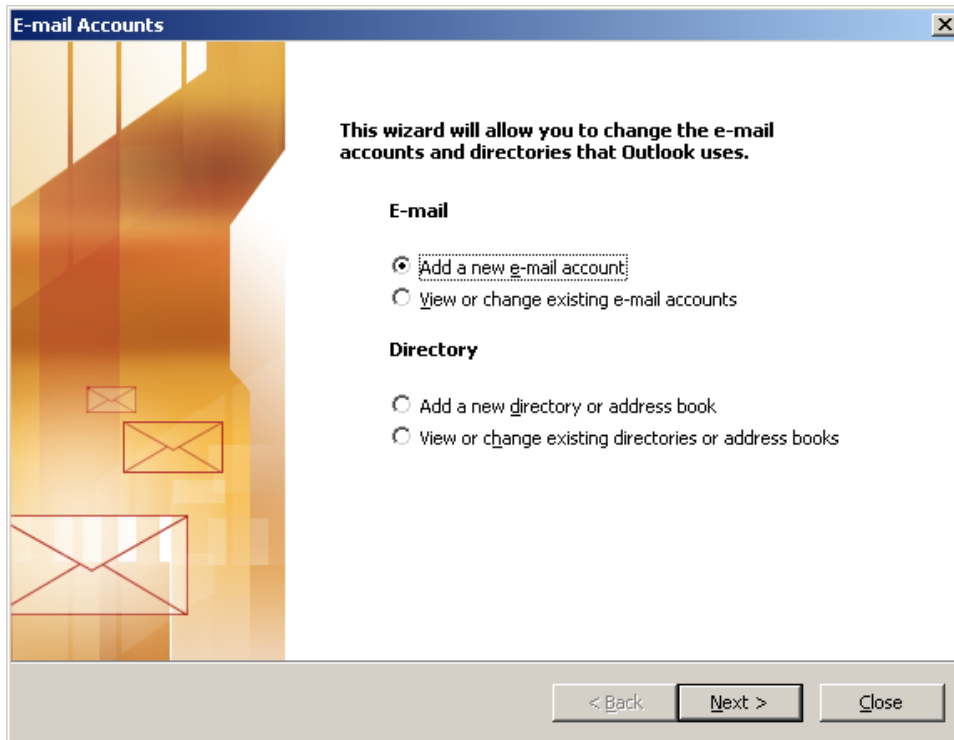 E-mail Accounts
This wizard will allow you to change the e-mail
accounts and directories that Outlook uses.
E-mail
Add a new e-mail account
View or change existing e-mail accounts
Directory
Add a new directory or address book
View or change existing directories or address books
< Back
Next >
Close